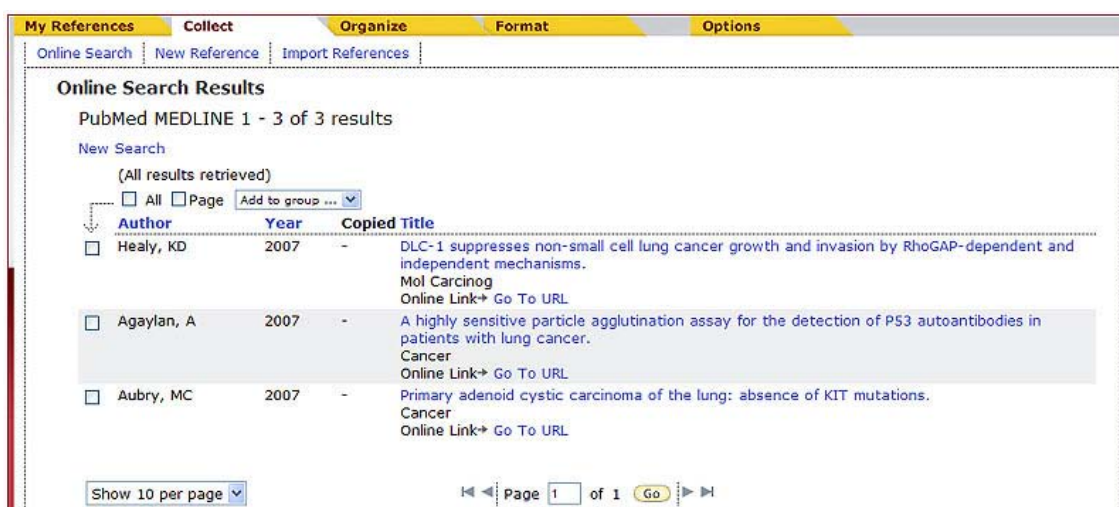 My References Collect Organize Format Options
Online Search New Reference Import References
Online Search Results
PubMed MEDLINE 1 - 3 of 3 results
New Search
(All results retrieved)
All Page Add to group ...
Author Year Copied Title
Healy, KD 2007 - DLC-1 suppresses non-small cell lung cancer growth and invasion by RhoGAP-dependent and
independent mechanisms.
Mol Carcinog
Online Link→ Go To URL
Agaylan, A 2007 - A highly sensitive particle agglutination assay for the detection of P53 autoantibodies in
patients with lung cancer.
Cancer
Online Link→ Go To URL
Aubry, MC 2007 - Primary adenoid cystic carcinoma of the lung: absence of KIT mutations.
Cancer
Online Link→ Go To URL
Show 10 per page Page 1 of 1 Go